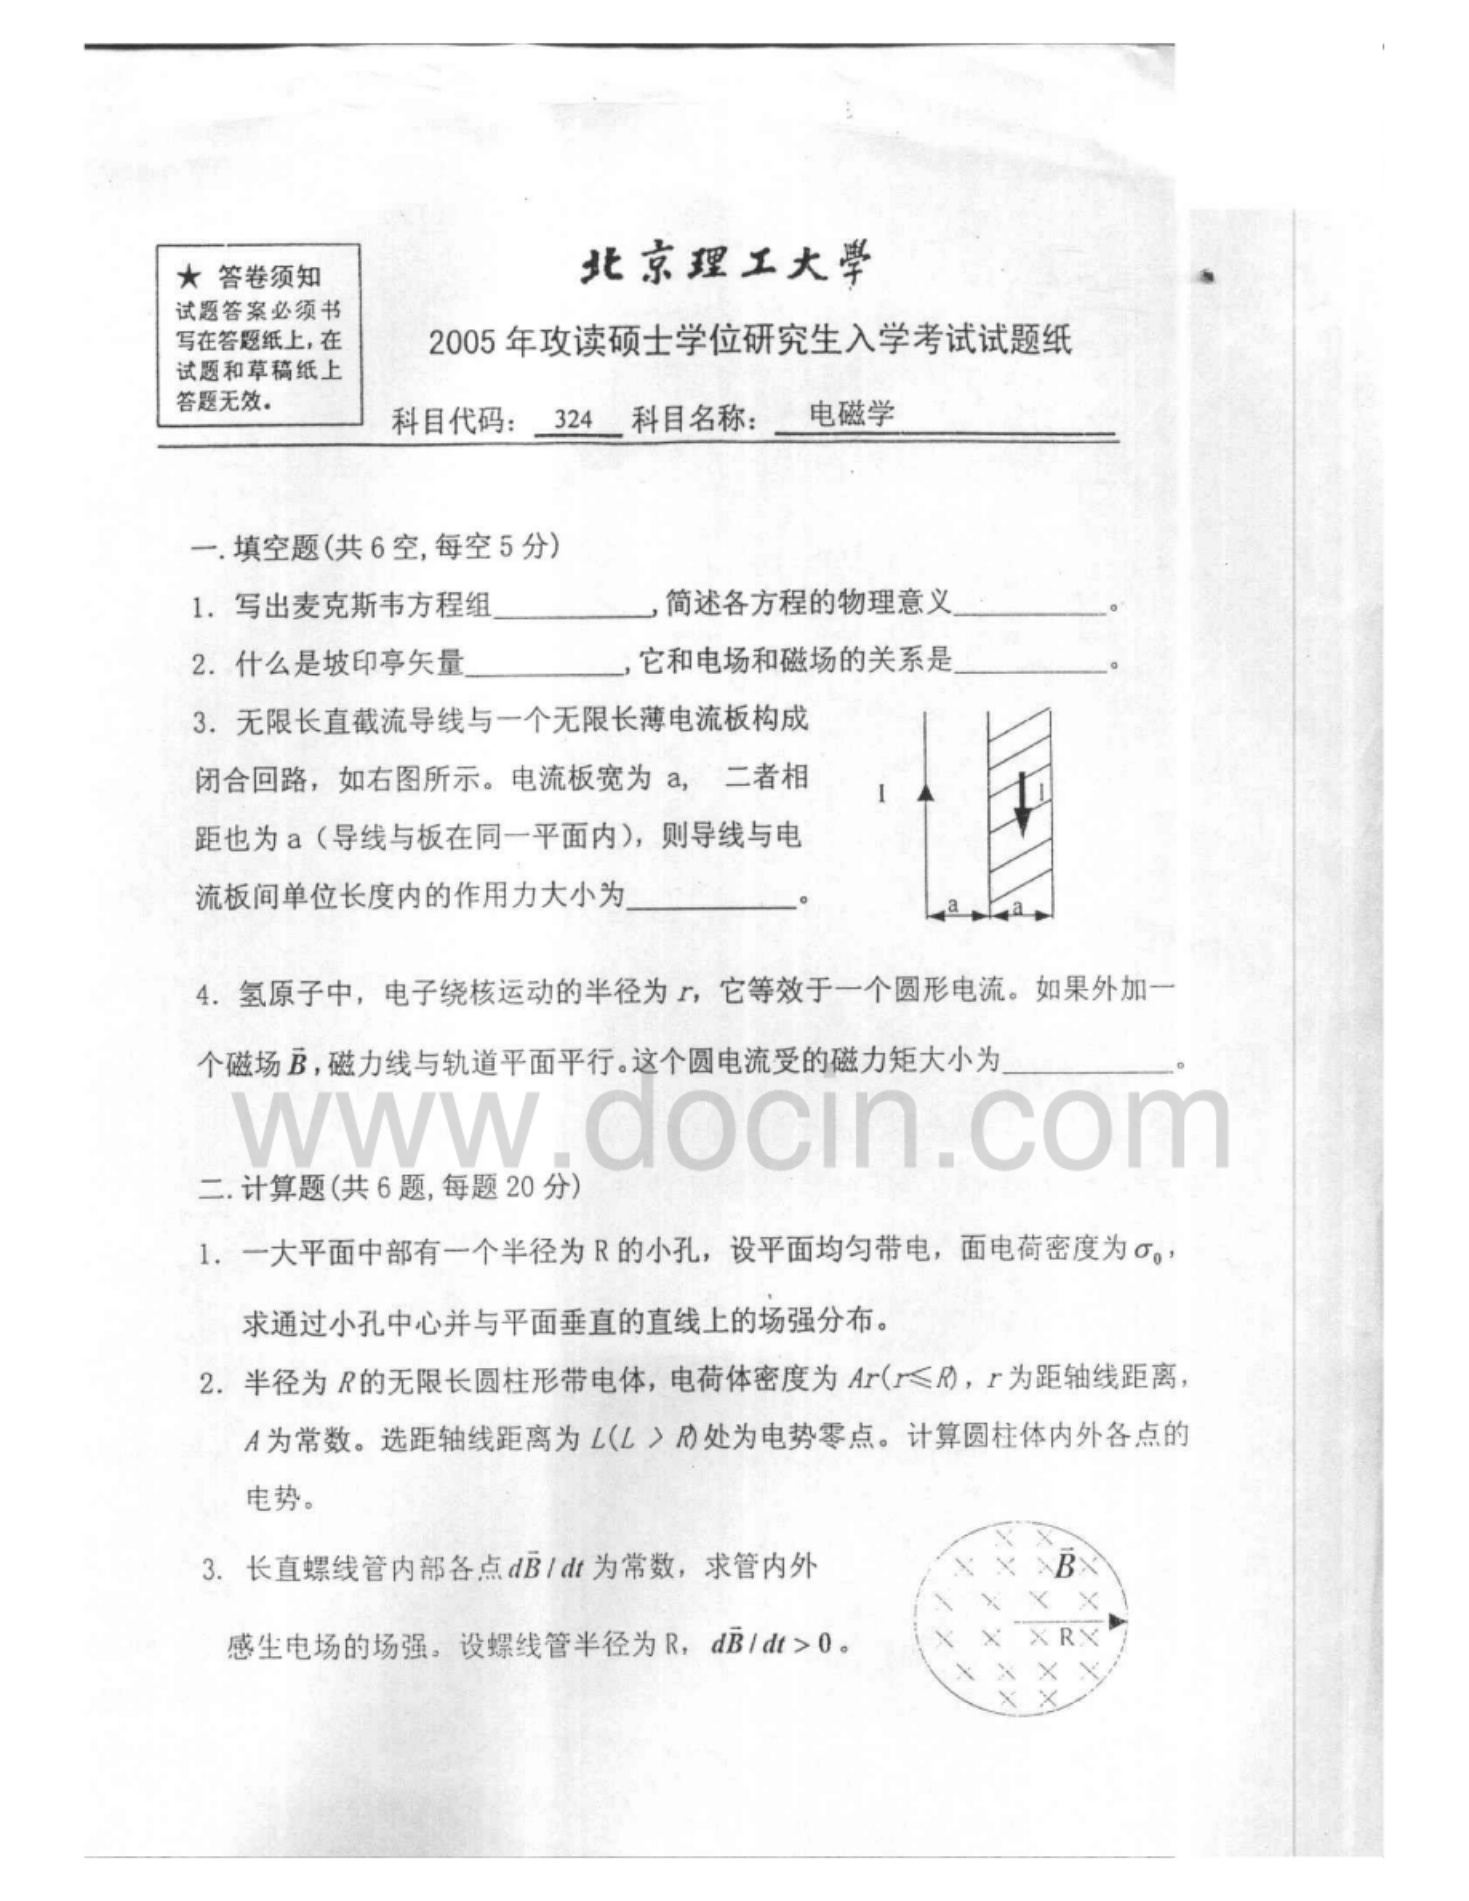 ★ 答卷须知
试题答案必须书
写在答题纸上，在
试题和草稿纸上
答题无效。
北京理工大學
2005 年攻读硕士学位研究生入学考试试题纸
科目代码： 324 科目名称： 电磁学
一.填空题(共6空,每空5分)
1. 写出麦克斯韦方程组___________,简述各方程的物理意义___________。
2. 什么是坡印亭矢量___________,它和电场和磁场的关系是___________。
3. 无限长直截流导线与一个无限长薄电流板构成
闭合回路，如右图所示。电流板宽为 a， 二者相
距也为 a（导线与板在同一平面内），则导线与电
流板间单位长度内的作用力大小为___________。
I
I
a
a
4. 氢原子中，电子绕核运动的半径为 r，它等效于一个圆形电流。如果外加一
个磁场 B⃗，磁力线与轨道平面平行。这个圆电流受的磁力矩大小为___________。
www.docin.com
二.计算题(共6题,每题20分)
1. 一大平面中部有一个半径为 R 的小孔，设平面均匀带电，面电荷密度为 σ₀，
求通过小孔中心并与平面垂直的直线上的场强分布。
2. 半径为 R 的无限长圆柱形带电体，电荷体密度为 Ar(r≤R)，r 为距轴线距离，
A 为常数。选距轴线距离为 L(L > R)处为电势零点。计算圆柱体内外各点的
电势。
3. 长直螺线管内部各点 dB⃗/dt 为常数，求管内外
感生电场的场强。设螺线管半径为 R，dB⃗/dt > 0。
B⃗
R